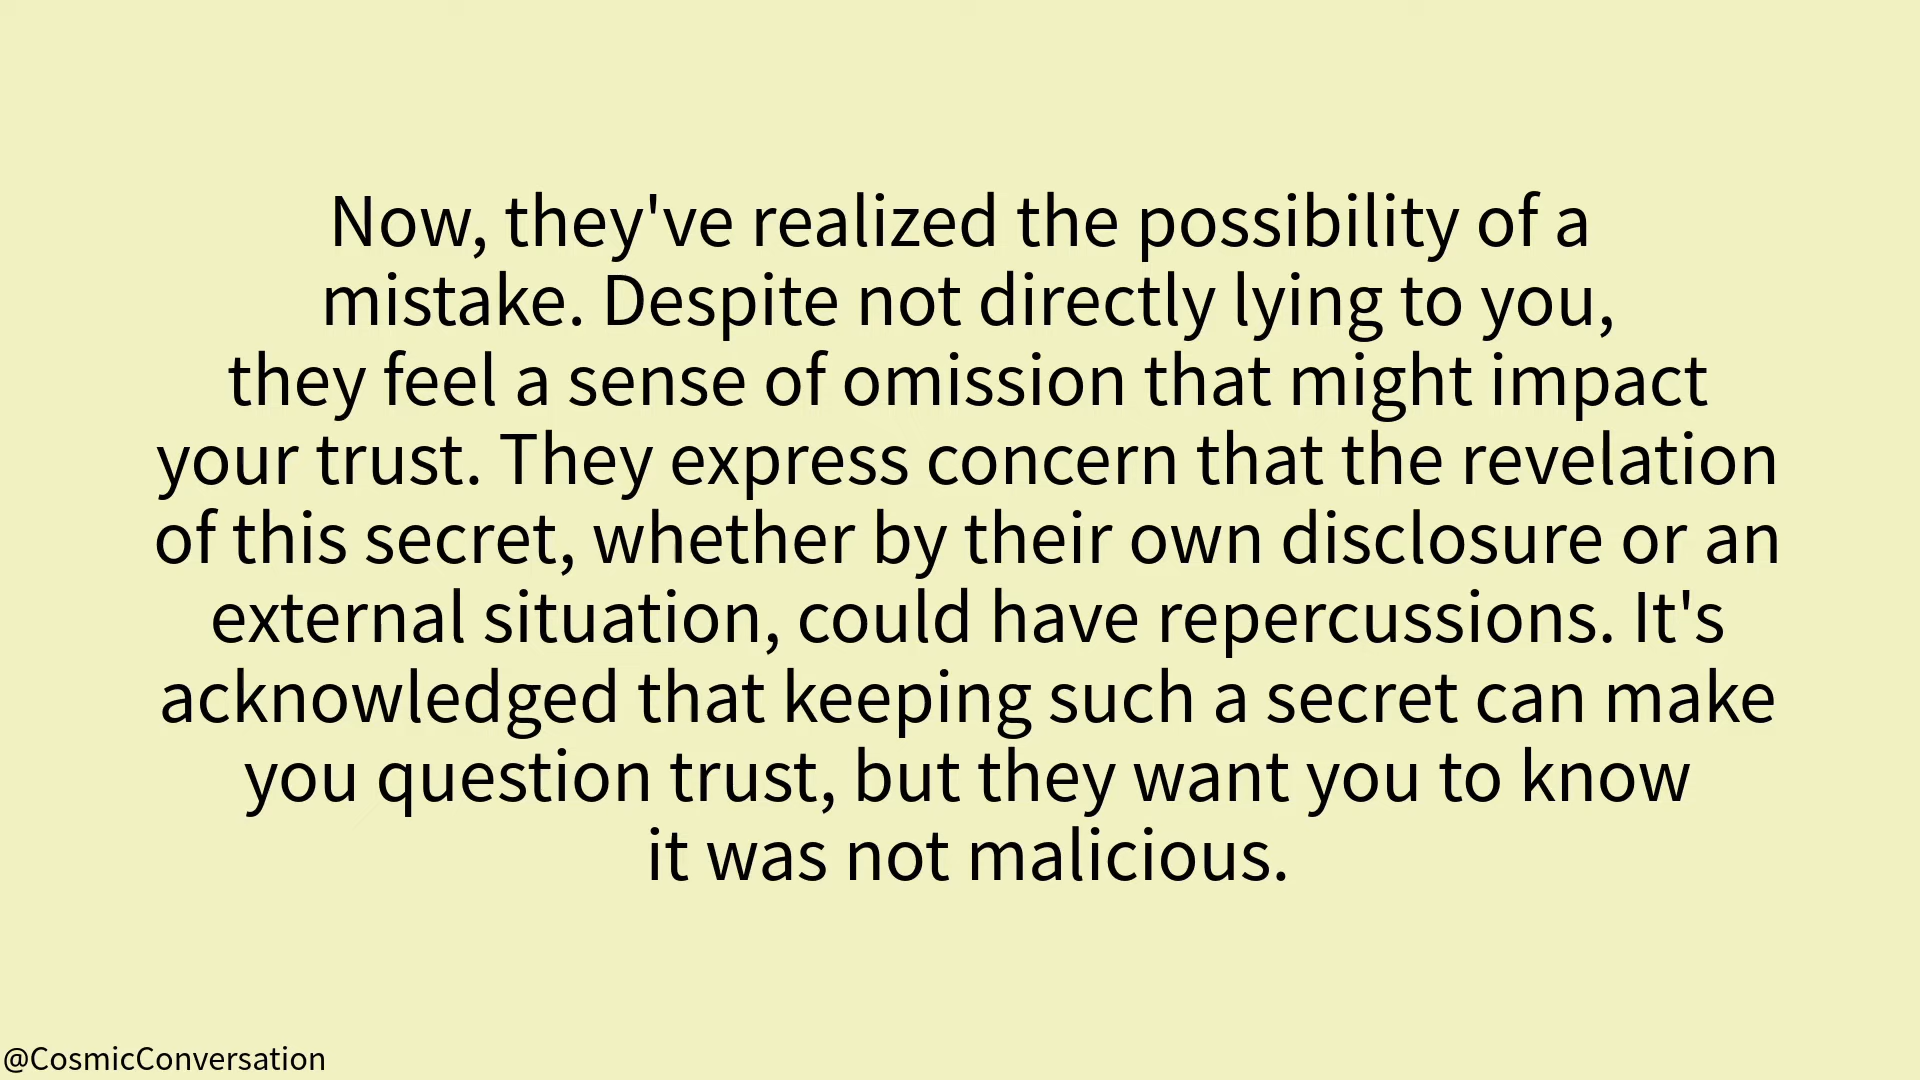 Now, they've realized the possibility of a
mistake. Despite not directly lying to you,
they feel a sense of omission that might impact
your trust. They express concern that the revelation
of this secret, whether by their own disclosure or an
external situation, could have repercussions. It's
acknowledged that keeping such a secret can make
you question trust, but they want you to know
it was not malicious.
@CosmicConversation